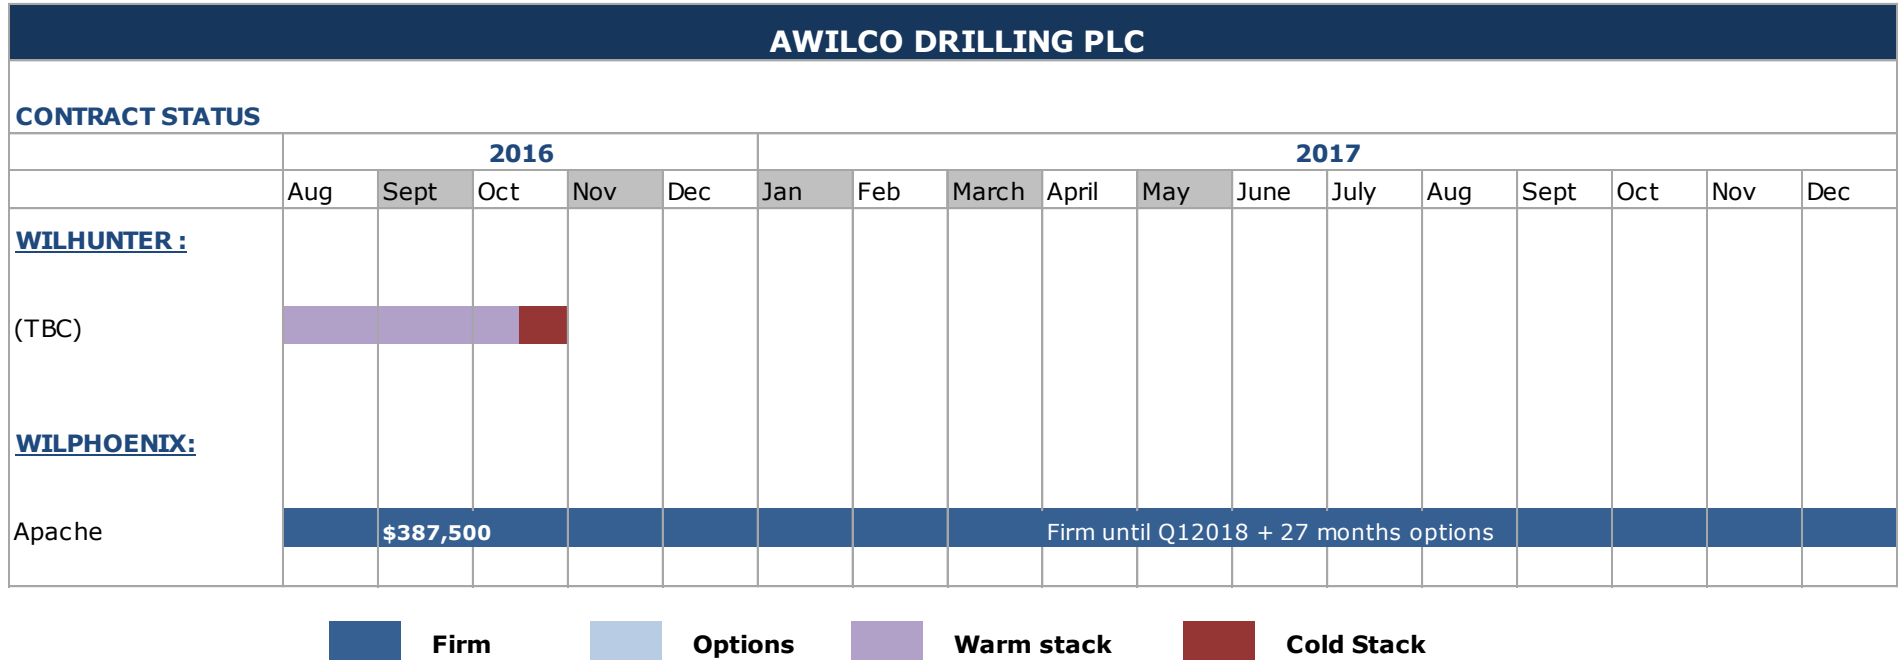 AWILCO DRILLING PLC
CONTRACT STATUS
2016 2017
Aug Sept Oct Nov Dec Jan Feb March April May June July Aug Sept Oct Nov Dec
WILHUNTER :
(TBC)
WILPHOENIX:
Apache $387,500 Firm until Q12018 + 27 months options
Firm Options Warm stack Cold Stack